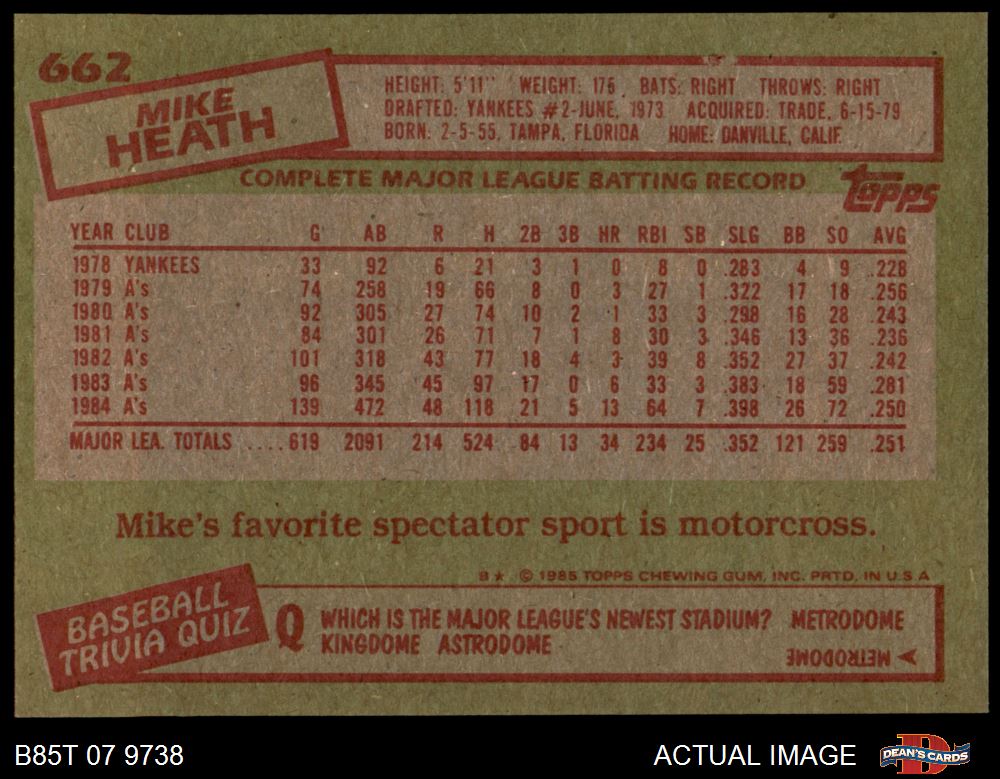 662
MIKE
HEATH
HEIGHT: 5'11" WEIGHT: 176 BATS: RIGHT THROWS: RIGHT
DRAFTED: YANKEES #2-JUNE, 1973 ACQUIRED: TRADE, 6-15-79
BORN: 2-5-55, TAMPA, FLORIDA HOME: DANVILLE, CALIF.
COMPLETE MAJOR LEAGUE BATTING RECORD
Topps
YEAR CLUB G AB R H 2B 3B HR RBI SB SLG BB SO AVG
1978 YANKEES 33 92 6 21 3 1 0 8 0 .283 4 9 .228
1979 A's 74 258 19 66 8 0 3 27 1 .322 17 18 .256
1980 A's 92 305 27 74 10 2 1 33 3 .298 16 28 .243
1981 A's 84 301 26 71 7 1 8 30 3 .346 13 36 .236
1982 A's 101 318 43 77 18 4 3 39 8 .352 27 37 .242
1983 A's 96 345 45 97 17 0 6 33 3 .383 18 59 .281
1984 A's 139 472 48 118 21 5 13 64 7 .398 26 72 .250
MAJOR LEA. TOTALS .... 619 2091 214 524 84 13 34 234 25 .352 121 259 .251
Mike's favorite spectator sport is motorcross.
B★ © 1985 TOPPS CHEWING GUM, INC. PRTD. IN U.S.A
BASEBALL
TRIVIA QUIZ
Q WHICH IS THE MAJOR LEAGUE'S NEWEST STADIUM? METRODOME
KINGDOME ASTRODOME
METRODOME
B85T 07 9738
ACTUAL IMAGE
DEAN'S CARDS